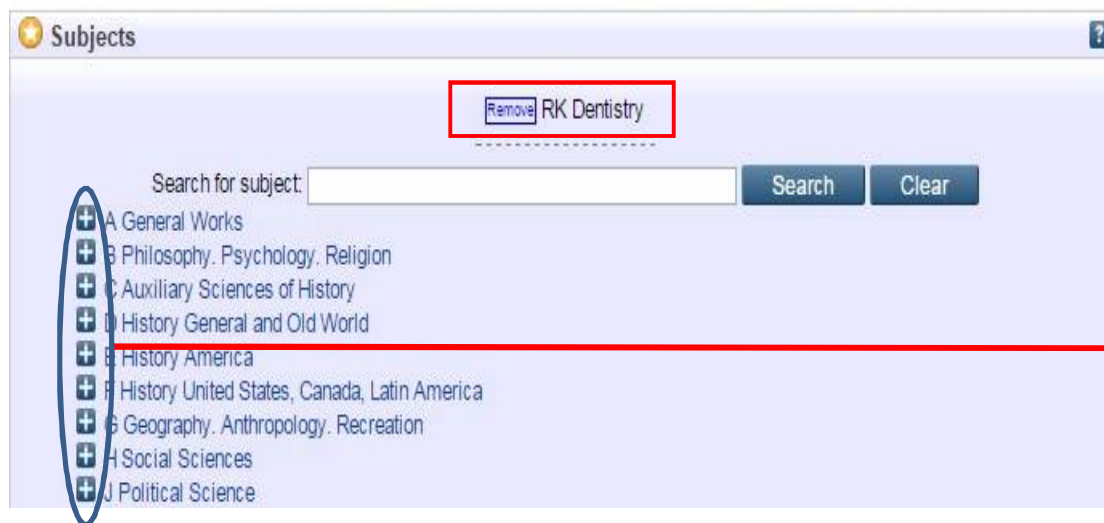 Subjects
?
Remove RK Dentistry
Search for subject: Search Clear
A General Works
B Philosophy. Psychology. Religion
C Auxiliary Sciences of History
D History General and Old World
E History America
F History United States, Canada, Latin America
G Geography. Anthropology. Recreation
H Social Sciences
J Political Science